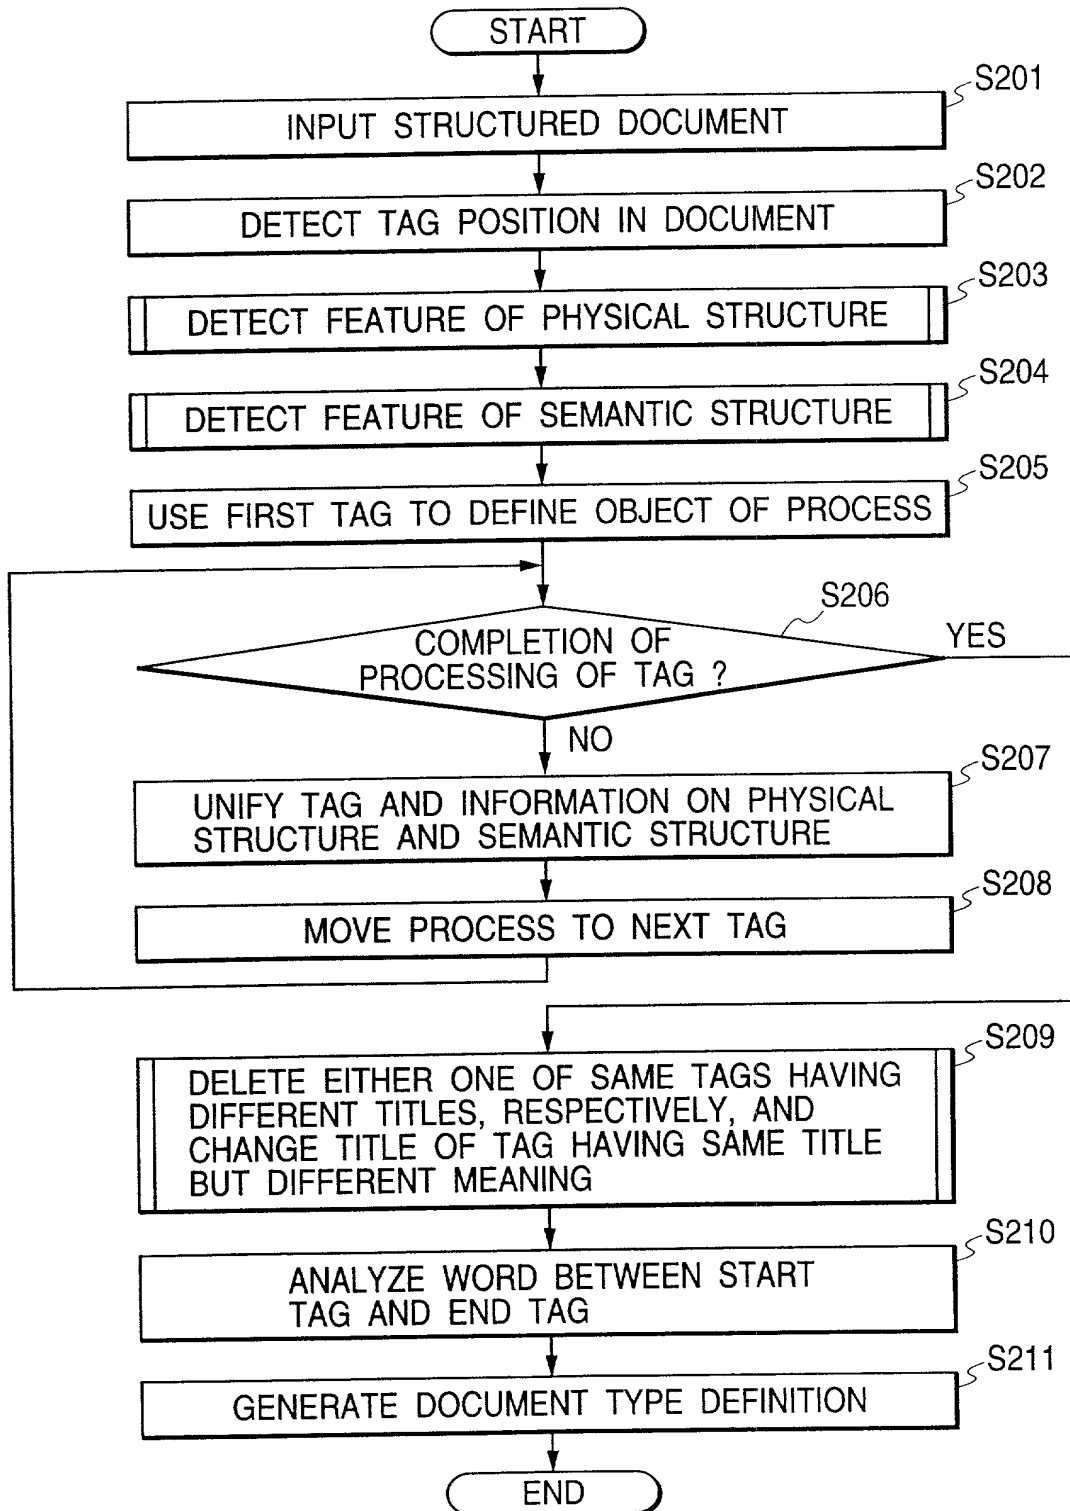 START
S201
INPUT STRUCTURED DOCUMENT
S202
DETECT TAG POSITION IN DOCUMENT
S203
DETECT FEATURE OF PHYSICAL STRUCTURE
S204
DETECT FEATURE OF SEMANTIC STRUCTURE
S205
USE FIRST TAG TO DEFINE OBJECT OF PROCESS
S206
COMPLETION OF
PROCESSING OF TAG ?
YES
NO
S207
UNIFY TAG AND INFORMATION ON PHYSICAL
STRUCTURE AND SEMANTIC STRUCTURE
S208
MOVE PROCESS TO NEXT TAG
S209
DELETE EITHER ONE OF SAME TAGS HAVING
DIFFERENT TITLES, RESPECTIVELY, AND
CHANGE TITLE OF TAG HAVING SAME TITLE
BUT DIFFERENT MEANING
S210
ANALYZE WORD BETWEEN START
TAG AND END TAG
S211
GENERATE DOCUMENT TYPE DEFINITION
END